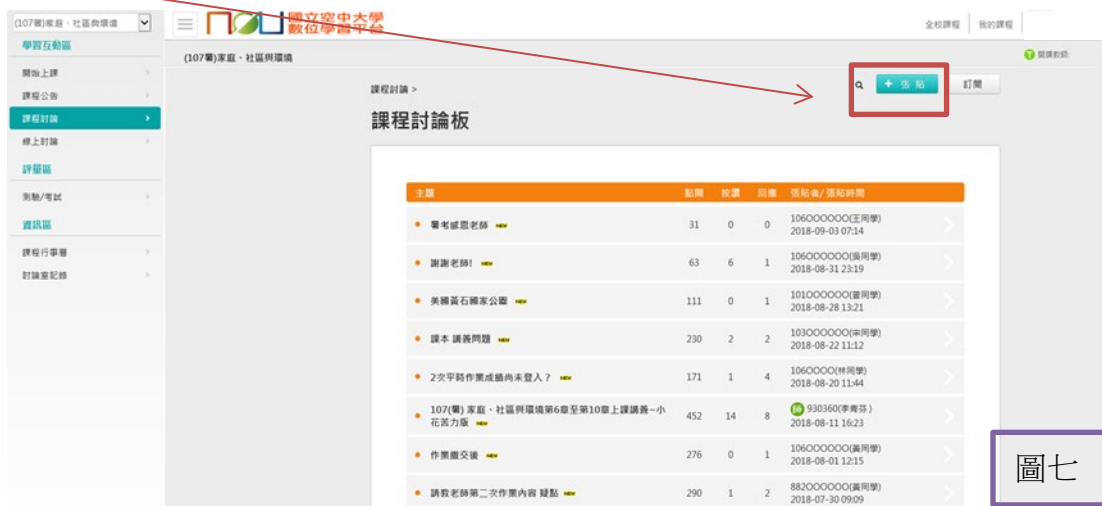 (107暑)家庭、社區與環境
國立空中大學
數位學習平台
全校課程
我的課程
學習互動區
(107暑)家庭、社區與環境
開課教師:
開始上課
課程公告
課程討論
線上討論
評量區
測驗/考試
資訊區
課程行事曆
討論室記錄
課程討論 >
+ 張貼
訂閱
課程討論板
主題 點閱 按讚 回應 張貼者/張貼時間
暑考感恩老師 NEW 31 0 0 106OOOOOO(王同學)
2018-09-03 07:14
謝謝老師! NEW 63 6 1 106OOOOOO(吳同學)
2018-08-31 23:19
美國黃石國家公園 NEW 111 0 1 101OOOOOO(曾同學)
2018-08-28 13:21
課本 講義問題 NEW 230 2 2 103OOOOOO(宋同學)
2018-08-22 11:12
2次平時作業成績尚未登入? NEW 171 1 4 106OOOO(林同學)
2018-08-20 11:44
107(暑) 家庭、社區與環境第6章至第10章上課講義~小
花苦力版 NEW 452 14 8 師 930360(李青芬)
2018-08-11 16:23
作業繳交後 NEW 276 0 1 106OOOOOO(黃同學)
2018-08-01 12:15
請教老師第二次作業內容 疑點 NEW 290 1 2 882OOOOOO(黃同學)
2018-07-30 09:09
圖七